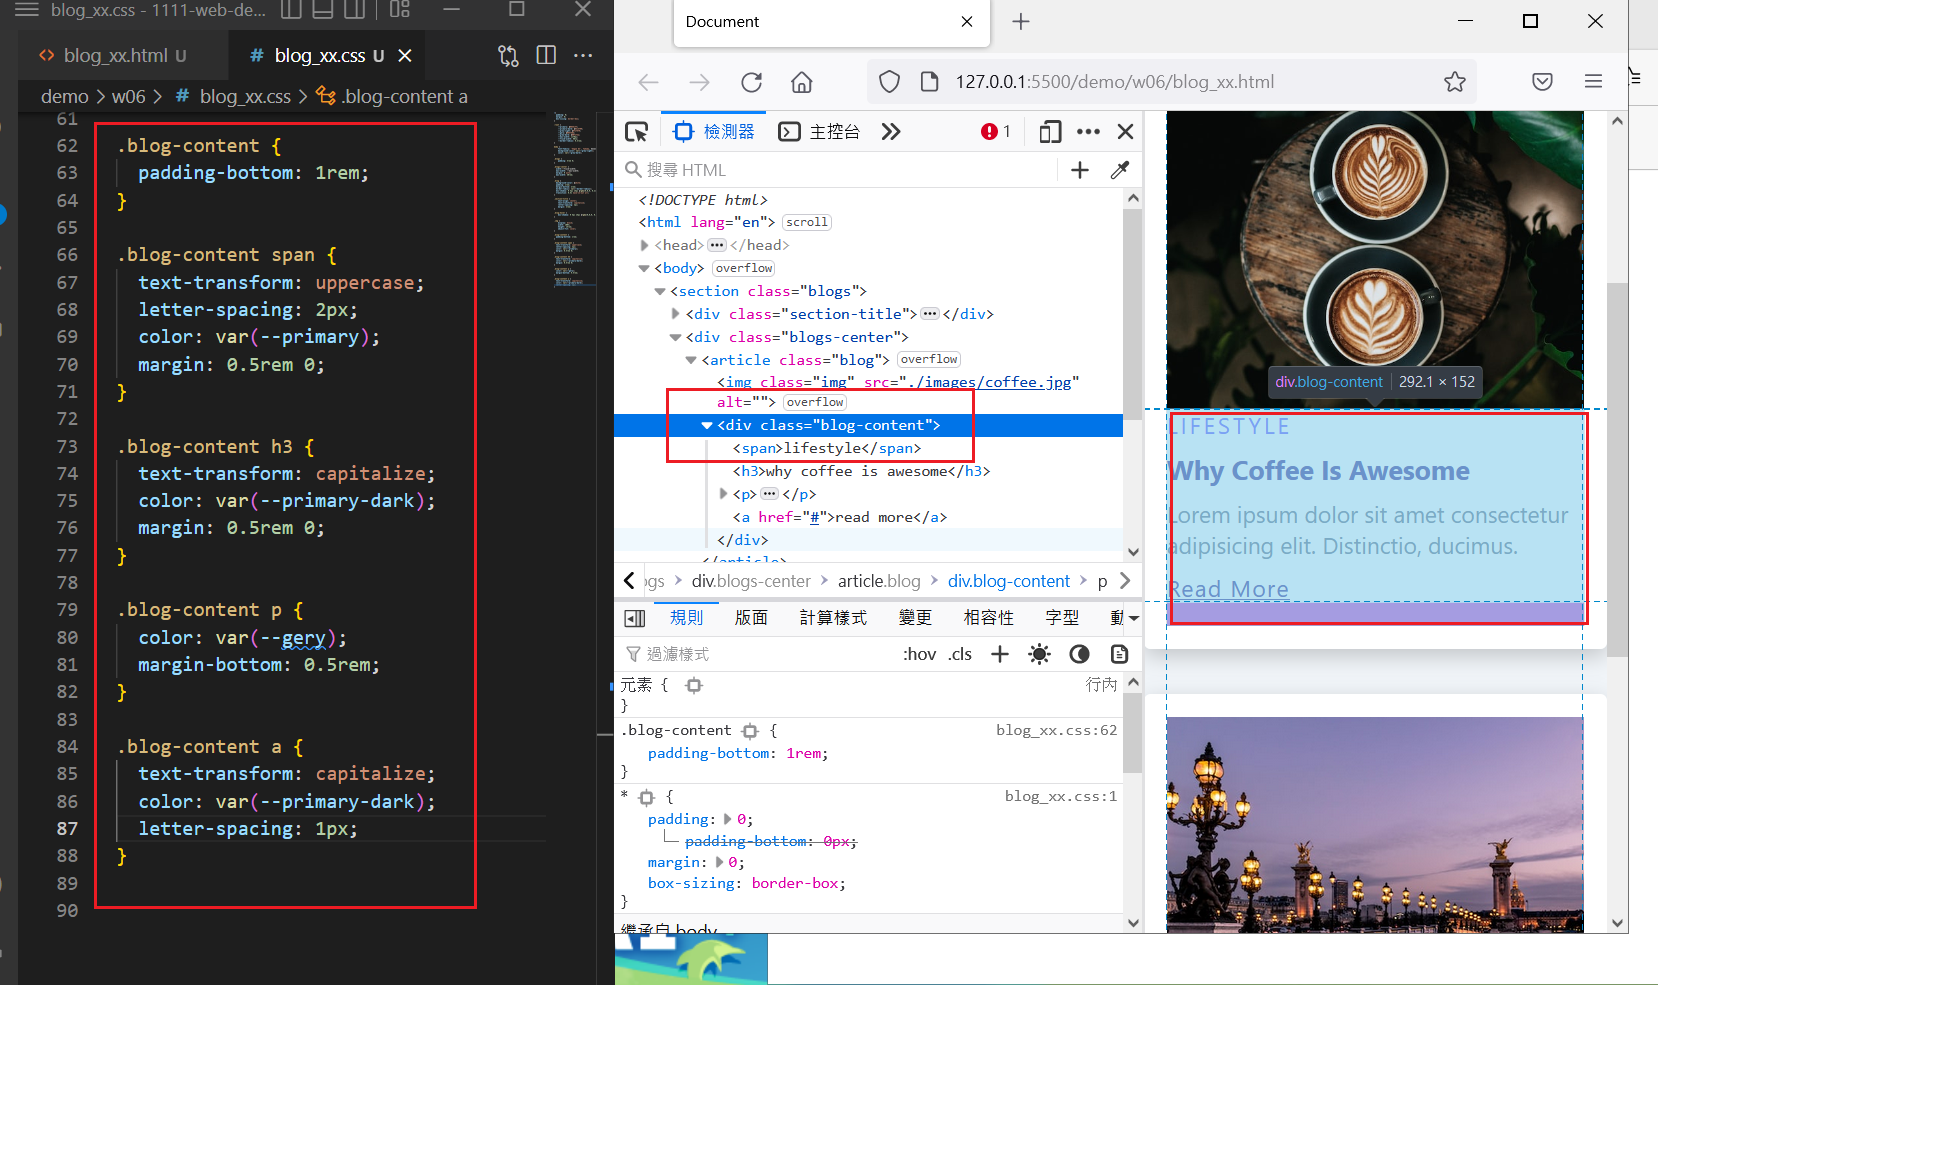 blog_xx.css - 1111-web-de...
blog_xx.html U
# blog_xx.css U
demo > w06 > # blog_xx.css > .blog-content a
61
62 .blog-content {
63 padding-bottom: 1rem;
64 }
65
66 .blog-content span {
67 text-transform: uppercase;
68 letter-spacing: 2px;
69 color: var(--primary);
70 margin: 0.5rem 0;
71 }
72
73 .blog-content h3 {
74 text-transform: capitalize;
75 color: var(--primary-dark);
76 margin: 0.5rem 0;
77 }
78
79 .blog-content p {
80 color: var(--gery);
81 margin-bottom: 0.5rem;
82 }
83
84 .blog-content a {
85 text-transform: capitalize;
86 color: var(--primary-dark);
87 letter-spacing: 1px;
88 }
89
90
Document
127.0.0.1:5500/demo/w06/blog_xx.html
檢測器 主控台 1
搜尋 HTML
<!DOCTYPE html>
<html lang="en"> scroll
<head> ••• </head>
<body> overflow
<section class="blogs">
<div class="section-title"> ••• </div>
<div class="blogs-center">
<article class="blog"> overflow
<img class="img" src="./images/coffee.jpg"
alt=""> overflow
<div class="blog-content">
<span>lifestyle</span>
<h3>why coffee is awesome</h3>
<p> ••• </p>
<a href="#">read more</a>
</div>
</article>
ogs > div.blogs-center > article.blog > div.blog-content > p
規則 版面 計算樣式 變更 相容性 字型 動
過濾樣式 :hov .cls
元素 { 行內
}
.blog-content { blog_xx.css:62
padding-bottom: 1rem;
}
* { blog_xx.css:1
padding: 0;
padding-bottom: 0px;
margin: 0;
box-sizing: border-box;
}
繼承自 body
div.blog-content 292.1 × 152
LIFESTYLE
Why Coffee Is Awesome
Lorem ipsum dolor sit amet consectetur
adipisicing elit. Distinctio, ducimus.
Read More